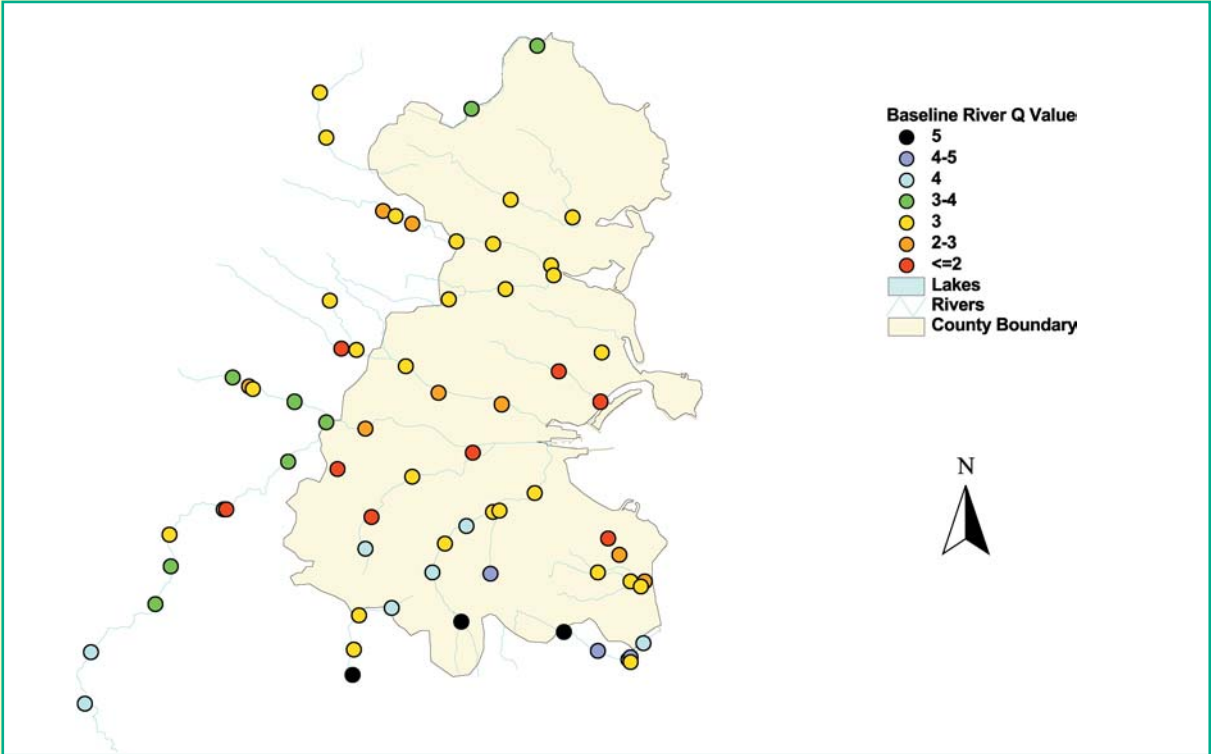 Baseline River Q Value
5
4-5
4
3-4
3
2-3
<=2
Lakes
Rivers
County Boundary
N